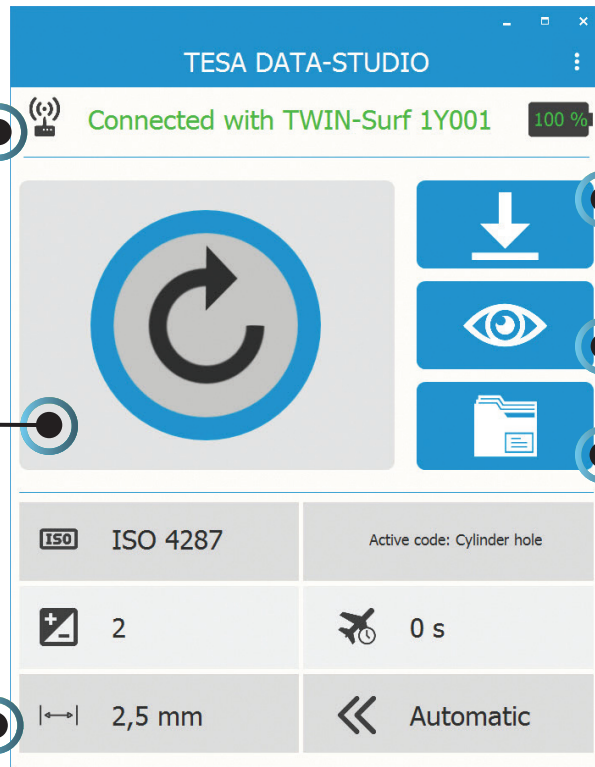 TESA DATA-STUDIO
Connected with TWIN-Surf 1Y001
100 %
ISO
ISO 4287
Active code: Cylinder hole
2
0 s
2,5 mm
Automatic